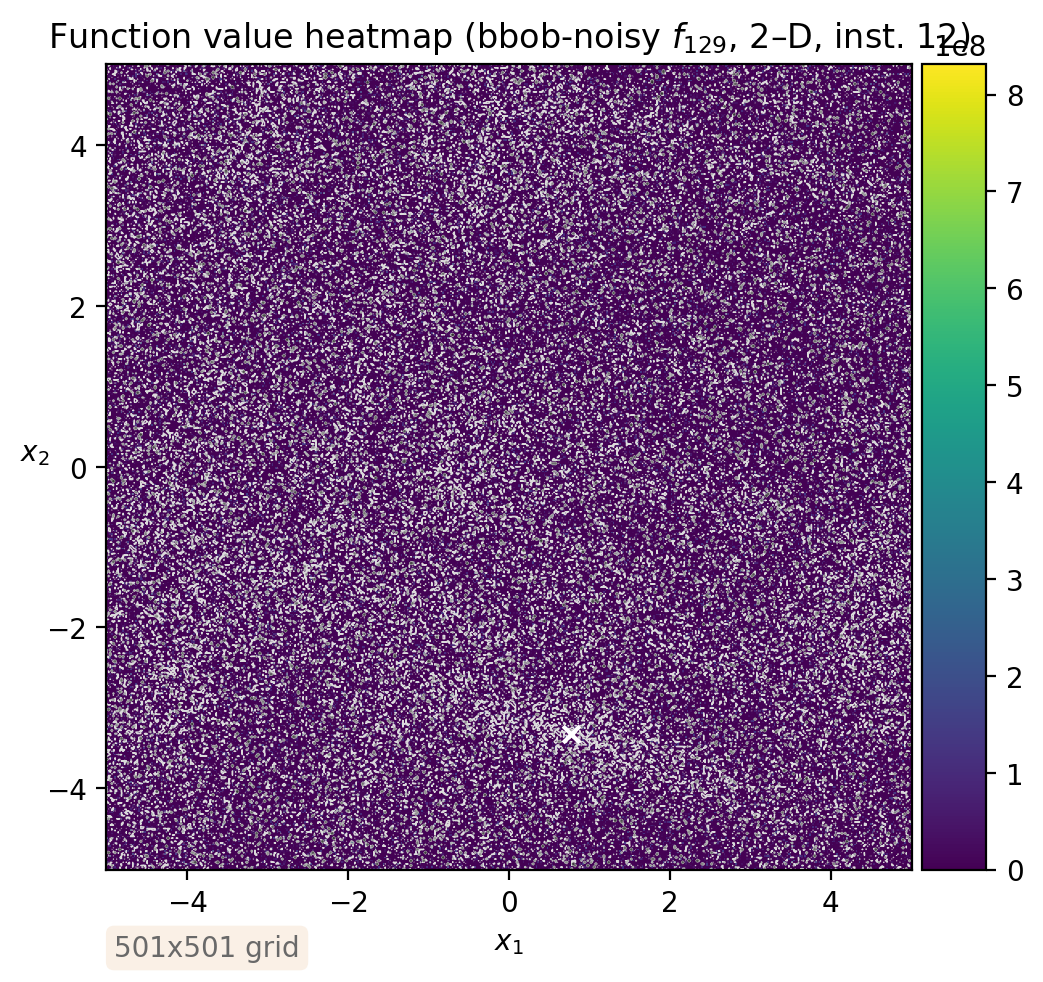 Function value heatmap (bbob-noisy f129, 2–D, inst. 12)
1e8
8
7
6
5
4
3
2
1
0
4
2
0
−2
−4
x2
−4 −2 0 2 4
x1
501x501 grid